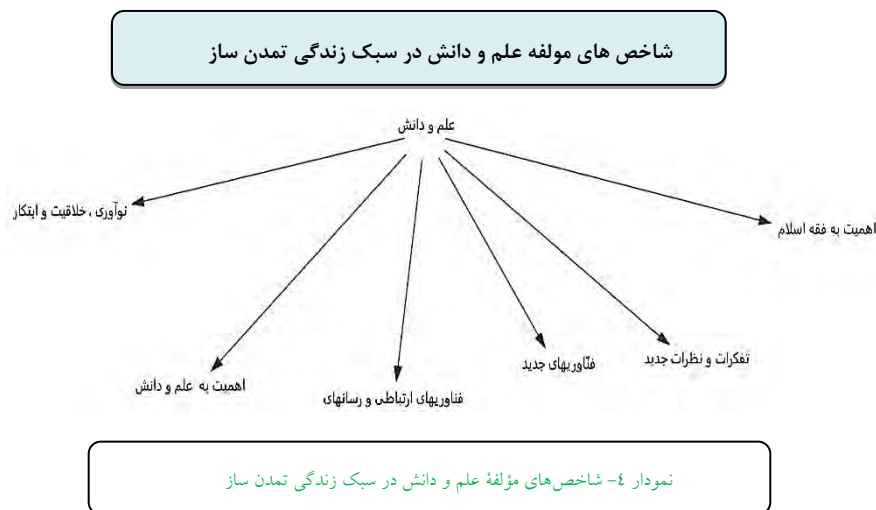 شاخص های مولفه علم و دانش در سبک زندگی تمدن ساز
علم و دانش
اهمیت به فقه اسلام
تفکرات و نظرات جدید
فنّاوریهای جدید
فناوریهای ارتباطی و رسانهای
اهمیت به علم و دانش
نوآوری ، خلاقیت و ابتکار
نمودار ٤- شاخص‌های مؤلفهٔ علم و دانش در سبک زندگی تمدن ساز